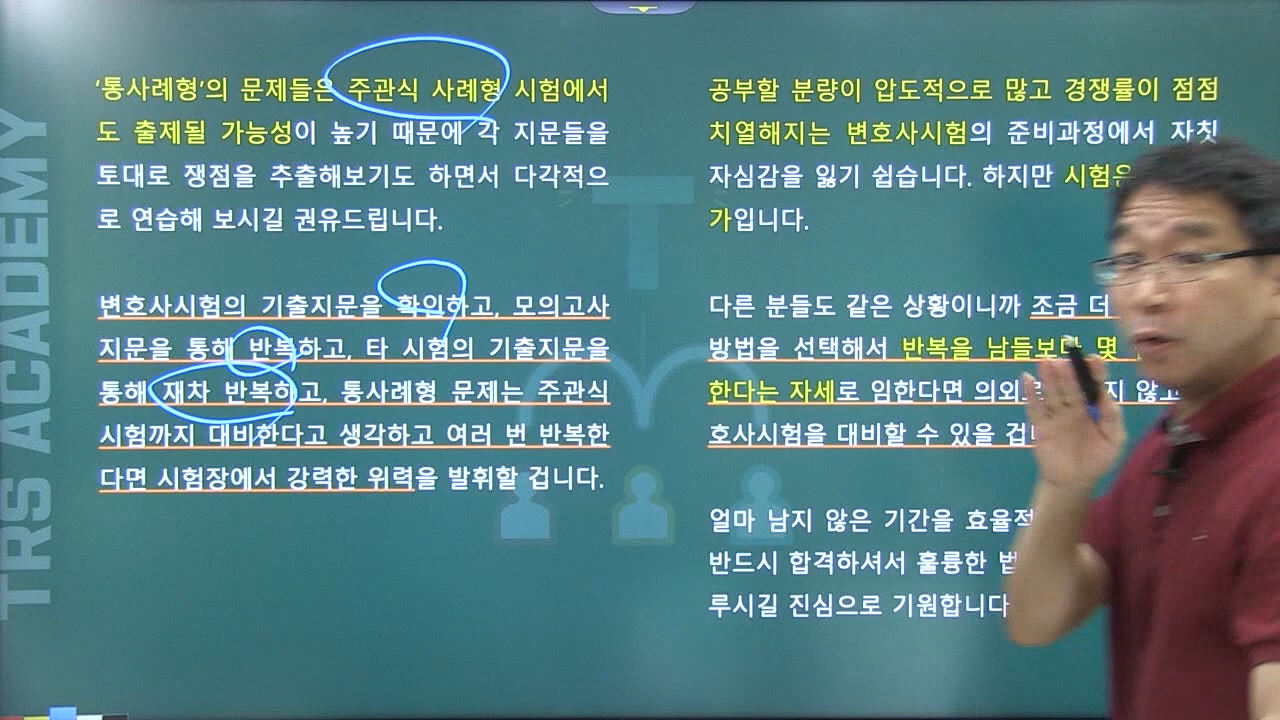 '통사례형'의 문제들은 주관식 사례형 시험에서
도 출제될 가능성이 높기 때문에 각 지문들을
토대로 쟁점을 추출해보기도 하면서 다각적으
로 연습해 보시길 권유드립니다.
변호사시험의 기출지문을 확인하고, 모의고사
지문을 통해 반복하고, 타 시험의 기출지문을
통해 재차 반복하고, 통사례형 문제는 주관식
시험까지 대비한다고 생각하고 여러 번 반복한
다면 시험장에서 강력한 위력을 발휘할 겁니다.
공부할 분량이 압도적으로 많고 경쟁률이 점점
치열해지는 변호사시험의 준비과정에서 자칫
자심감을 잃기 쉽습니다. 하지만 시험은
가입니다.
다른 분들도 같은 상황이니까 조금 더
방법을 선택해서 반복을 남들보다 몇
한다는 자세로 임한다면 의외로 지 않고
호사시험을 대비할 수 있을 겁니
얼마 남지 않은 기간을 효율적
반드시 합격하셔서 훌륭한 법
루시길 진심으로 기원합니다
TRS ACADEMY